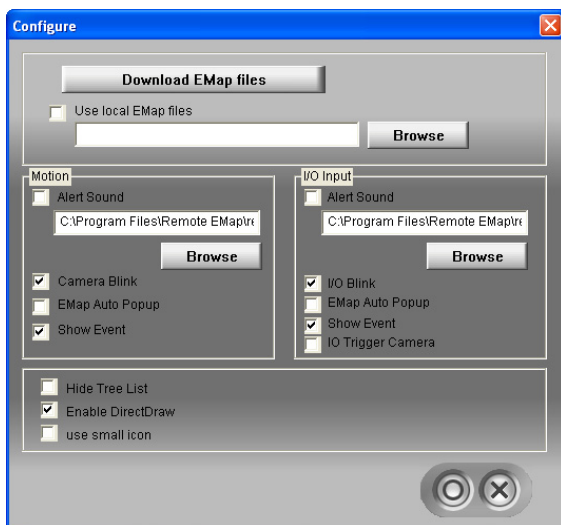 Configure
Download EMap files
Use local EMap files
Browse
Motion
Alert Sound
C:\Program Files\Remote EMap\re
Browse
Camera Blink
EMap Auto Popup
Show Event
I/O Input
Alert Sound
C:\Program Files\Remote EMap\re
Browse
I/O Blink
EMap Auto Popup
Show Event
IO Trigger Camera
Hide Tree List
Enable DirectDraw
use small icon